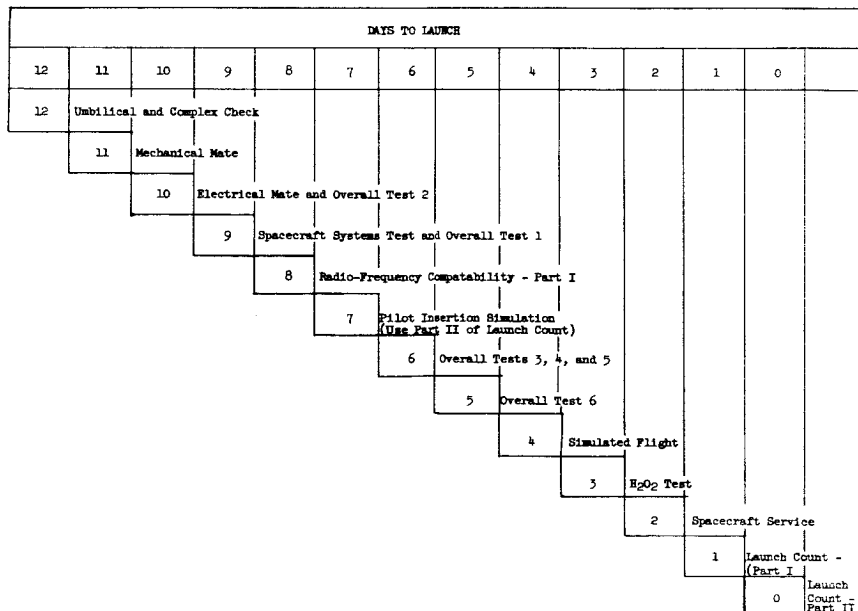 DAYS TO LAUNCH
12 11 10 9 8 7 6 5 4 3 2 1 0
12 Umbilical and Complex Check
11 Mechanical Mate
10 Electrical Mate and Overall Test 2
9 Spacecraft Systems Test and Overall Test 1
8 Radio-Frequency Compatability - Part I
7 Pilot Insertion Simulation
(Use Part II of Launch Count)
6 Overall Tests 3, 4, and 5
5 Overall Test 6
4 Simulated Flight
3 H2O2 Test
2 Spacecraft Service
1 Launch Count -
(Part I
0 Launch
Count -
Part II